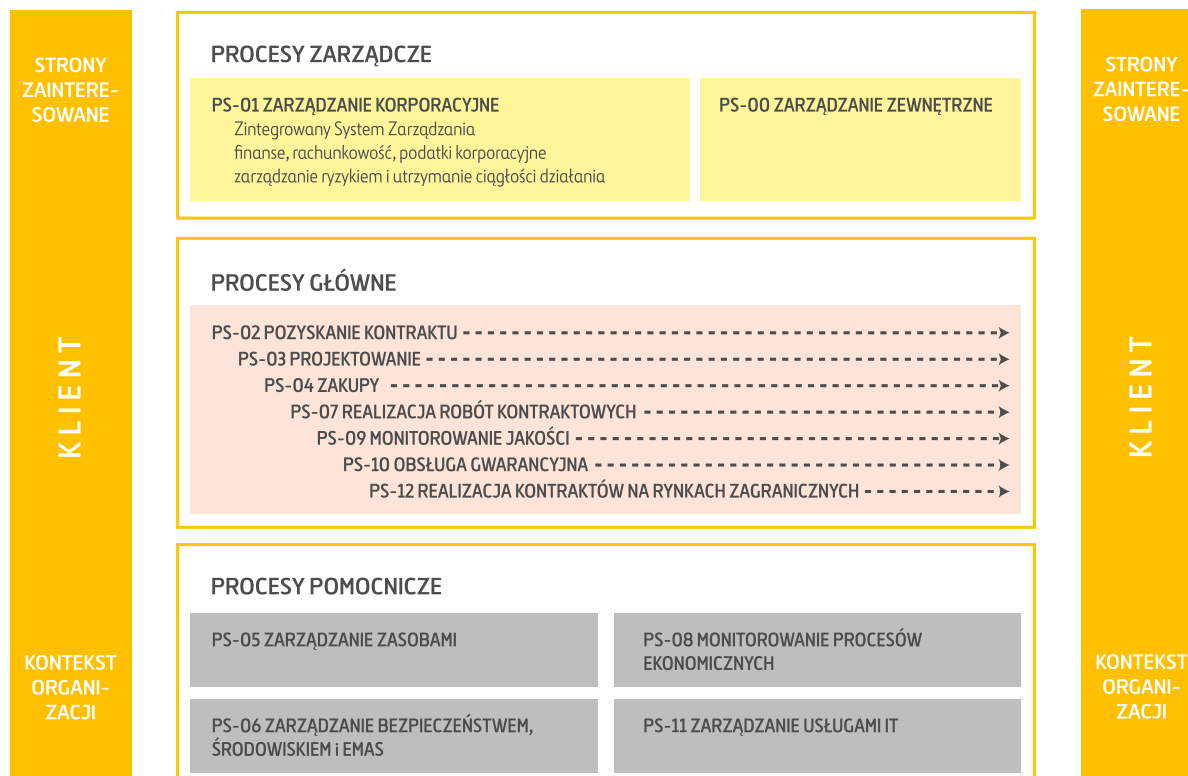 STRONY
ZAINTERE-
SOWANE
KLIENT
KONTEKST
ORGANI-
ZACJI
PROCESY ZARZĄDCZE
PS-01 ZARZĄDZANIE KORPORACYJNE
Zintegrowany System Zarządzania
finanse, rachunkowość, podatki korporacyjne
zarządzanie ryzykiem i utrzymanie ciągłości działania
PS-00 ZARZĄDZANIE ZEWNĘTRZNE
PROCESY GŁÓWNE
PS-02 POZYSKANIE KONTRAKTU
PS-03 PROJEKTOWANIE
PS-04 ZAKUPY
PS-07 REALIZACJA ROBÓT KONTRAKTOWYCH
PS-09 MONITOROWANIE JAKOŚCI
PS-10 OBSŁUGA GWARANCYJNA
PS-12 REALIZACJA KONTRAKTÓW NA RYNKACH ZAGRANICZNYCH
PROCESY POMOCNICZE
PS-05 ZARZĄDZANIE ZASOBAMI
PS-08 MONITOROWANIE PROCESÓW
EKONOMICZNYCH
PS-06 ZARZĄDZANIE BEZPIECZEŃSTWEM,
ŚRODOWISKIEM i EMAS
PS-11 ZARZĄDZANIE USŁUGAMI IT
STRONY
ZAINTERE-
SOWANE
KLIENT
KONTEKST
ORGANI-
ZACJI